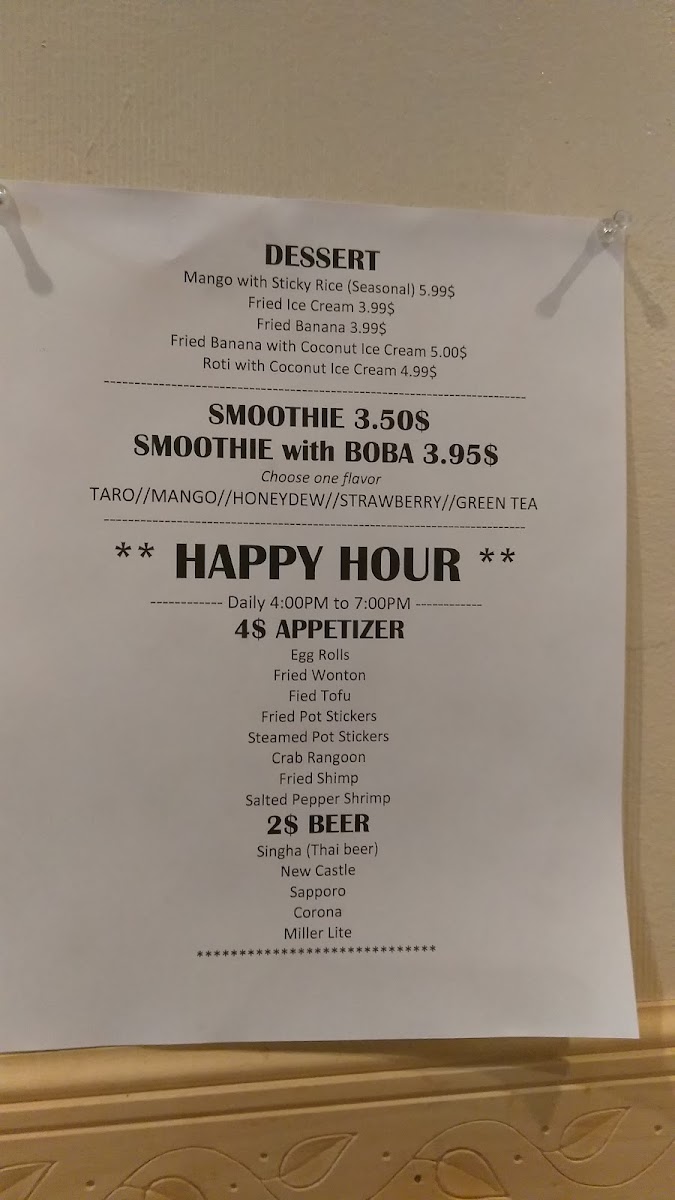 DESSERT
Mango with Sticky Rice (Seasonal) 5.99$
Fried Ice Cream 3.99$
Fried Banana 3.99$
Fried Banana with Coconut Ice Cream 5.00$
Roti with Coconut Ice Cream 4.99$
----------------------------------------------------------------------
SMOOTHIE 3.50$
SMOOTHIE with BOBA 3.95$
Choose one flavor
TARO//MANGO//HONEYDEW//STRAWBERRY//GREEN TEA
----------------------------------------------------------------------
** HAPPY HOUR **
------------ Daily 4:00PM to 7:00PM -----------
4$ APPETIZER
Egg Rolls
Fried Wonton
Fied Tofu
Fried Pot Stickers
Steamed Pot Stickers
Crab Rangoon
Fried Shimp
Salted Pepper Shrimp
2$ BEER
Singha (Thai beer)
New Castle
Sapporo
Corona
Miller Lite
****************************